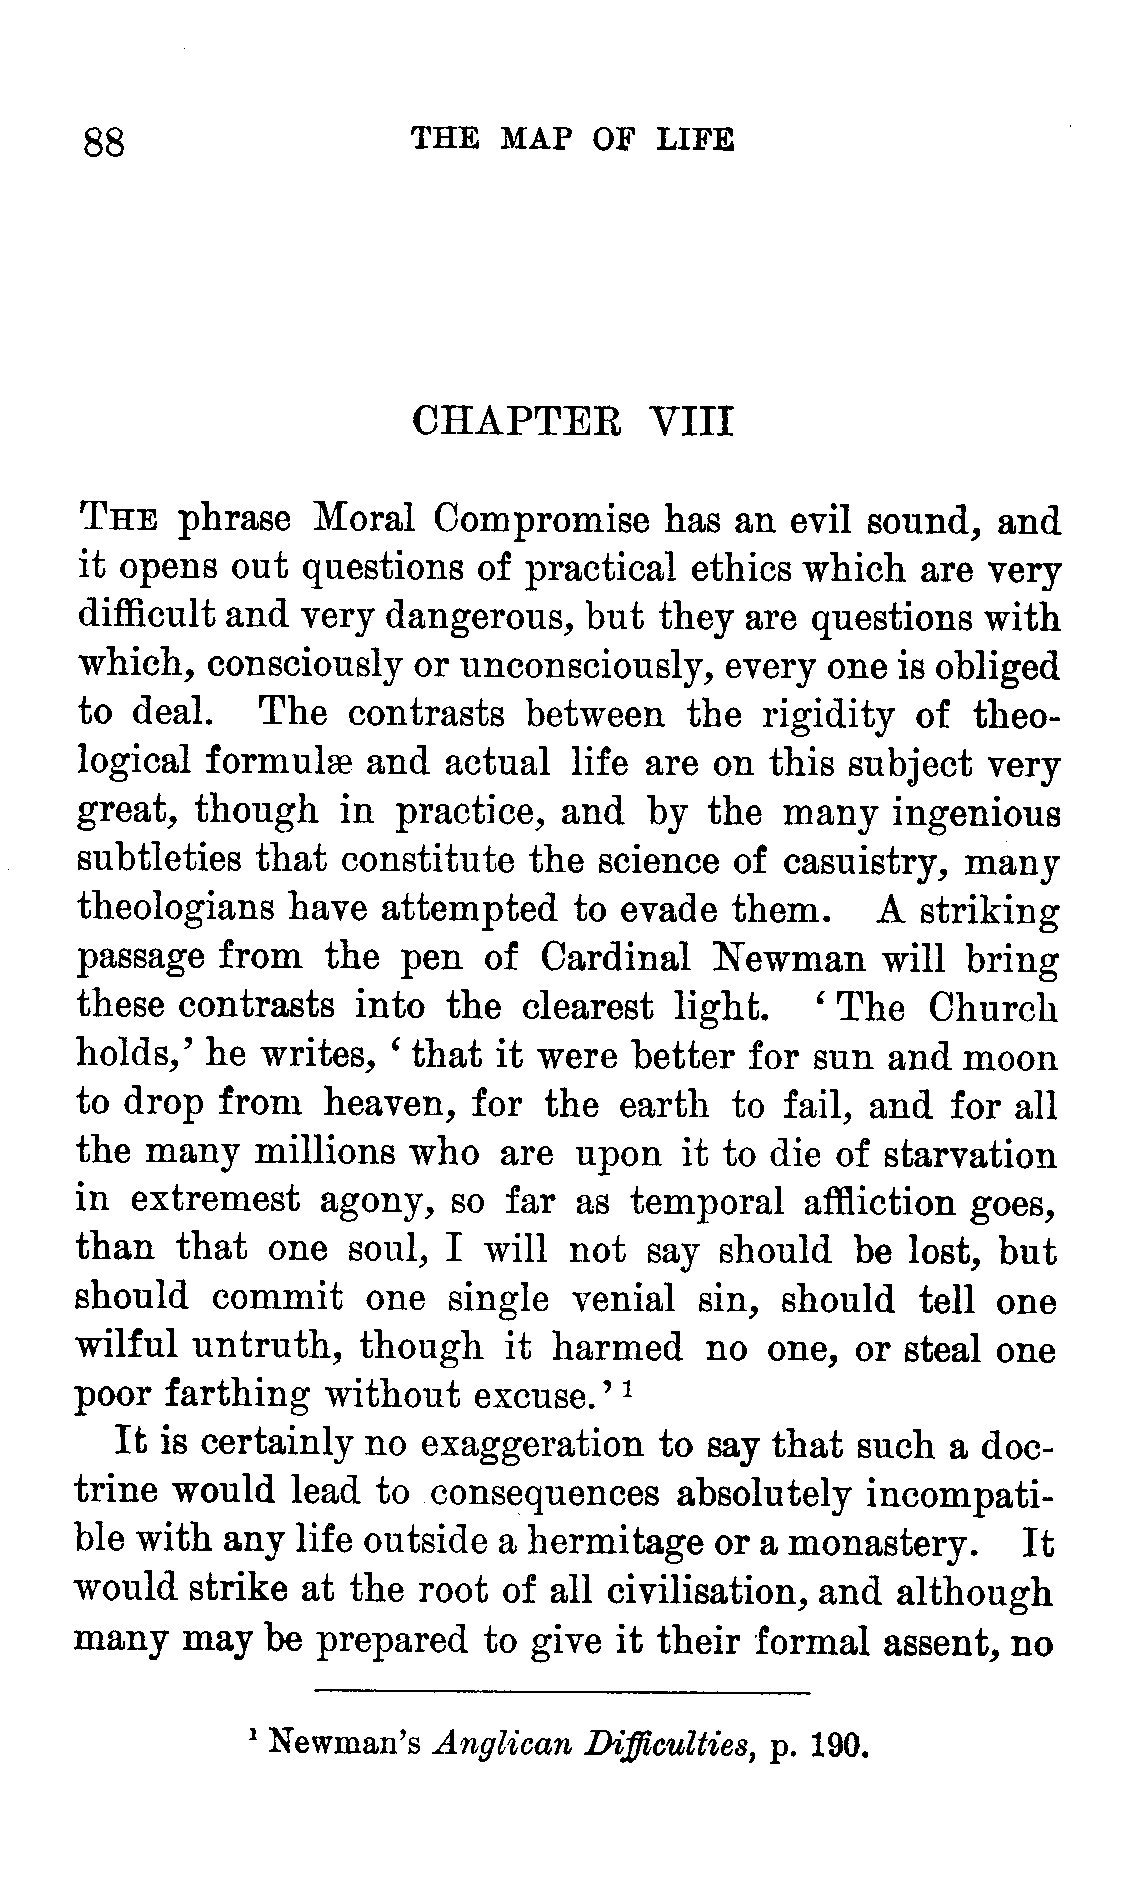 88 THE MAP OF LIFE
CHAPTER VIII
THE phrase Moral Compromise has an evil sound, and
it opens out questions of practical ethics which are very
difficult and very dangerous, but they are questions with
which, consciously or unconsciously, every one is obliged
to deal. The contrasts between the rigidity of theo-
logical formulæ and actual life are on this subject very
great, though in practice, and by the many ingenious
subtleties that constitute the science of casuistry, many
theologians have attempted to evade them. A striking
passage from the pen of Cardinal Newman will bring
these contrasts into the clearest light. ‘ The Church
holds,’ he writes, ‘ that it were better for sun and moon
to drop from heaven, for the earth to fail, and for all
the many millions who are upon it to die of starvation
in extremest agony, so far as temporal affliction goes,
than that one soul, I will not say should be lost, but
should commit one single venial sin, should tell one
wilful untruth, though it harmed no one, or steal one
poor farthing without excuse.’ ¹
It is certainly no exaggeration to say that such a doc-
trine would lead to consequences absolutely incompati-
ble with any life outside a hermitage or a monastery. It
would strike at the root of all civilisation, and although
many may be prepared to give it their formal assent, no
¹ Newman’s Anglican Difficulties, p. 190.